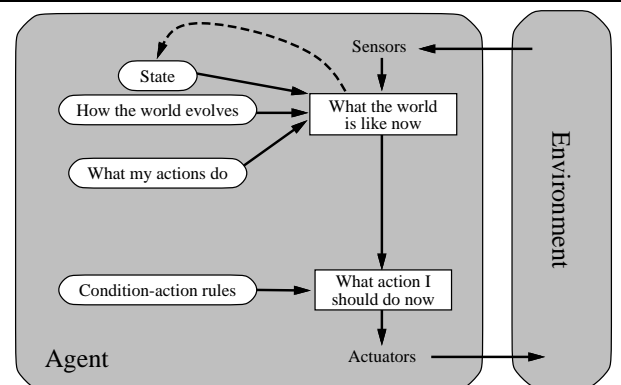 Sensors
State
How the world evolves
What the world
is like now
What my actions do
Environment
Condition-action rules
What action I
should do now
Agent
Actuators